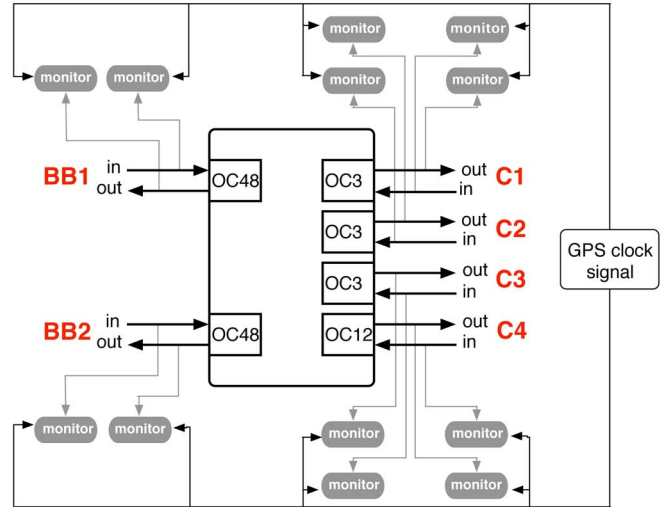 monitor monitor
monitor monitor
monitor monitor
BB1 in OC48 OC3 out C1
out in
OC3 out C2
in
GPS clock
signal
OC3 out C3
in
BB2 in OC48 OC12 out C4
out in
monitor monitor monitor monitor
monitor monitor